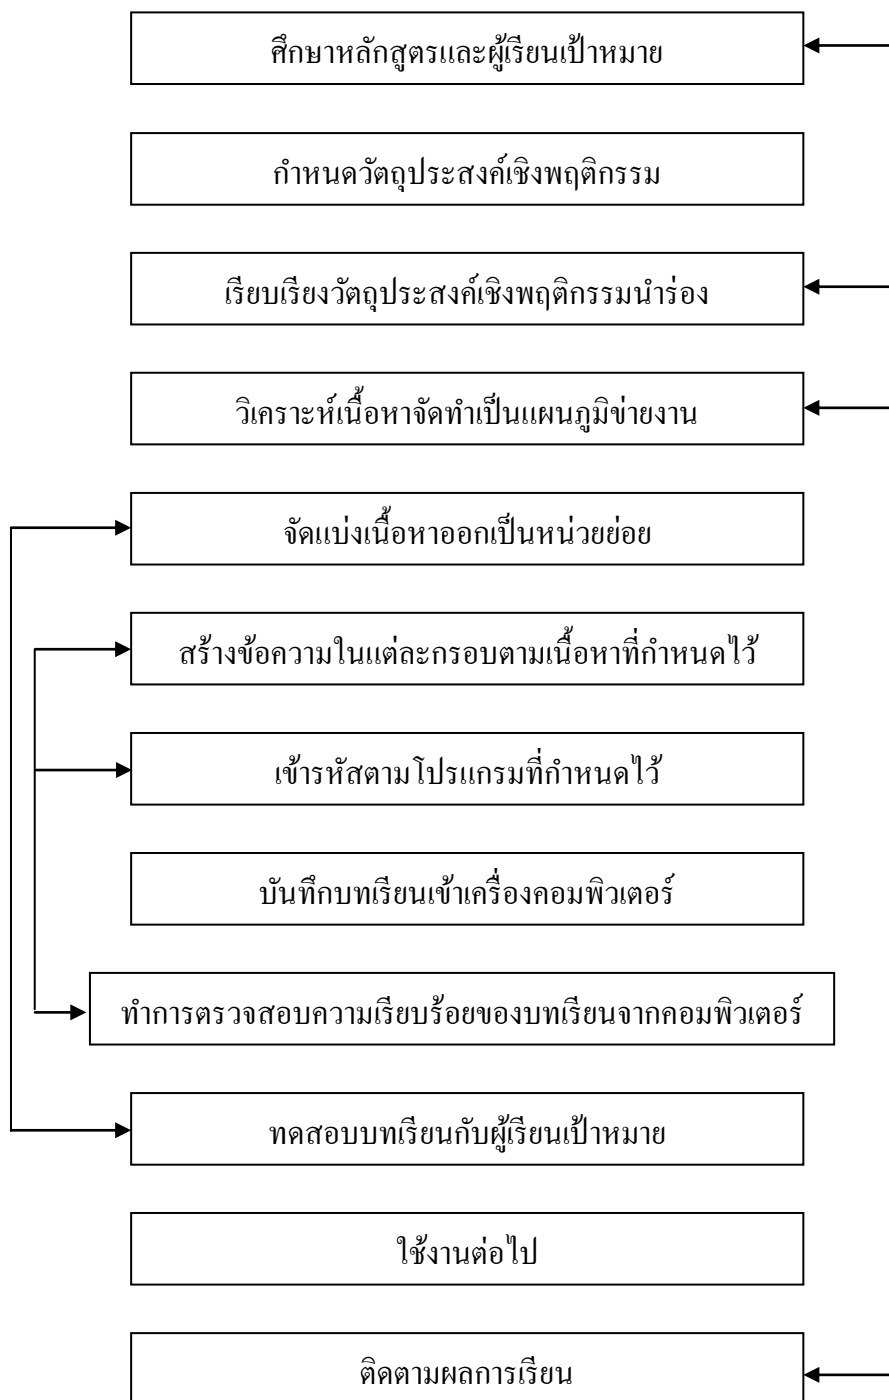 ศึกษาหลักสูตรและผู้เรียนเป้าหมาย
กำหนดวัตถุประสงค์เชิงพฤติกรรม
เรียบเรียงวัตถุประสงค์เชิงพฤติกรรมนำร่อง
วิเคราะห์เนื้อหาจัดทำเป็นแผนภูมิข่ายงาน
จัดแบ่งเนื้อหาออกเป็นหน่วยย่อย
สร้างข้อความในแต่ละกรอบตามเนื้อหาที่กำหนดไว้
เข้ารหัสตามโปรแกรมที่กำหนดไว้
บันทึกบทเรียนเข้าเครื่องคอมพิวเตอร์
ทำการตรวจสอบความเรียบร้อยของบทเรียนจากคอมพิวเตอร์
ทดสอบบทเรียนกับผู้เรียนเป้าหมาย
ใช้งานต่อไป
ติดตามผลการเรียน